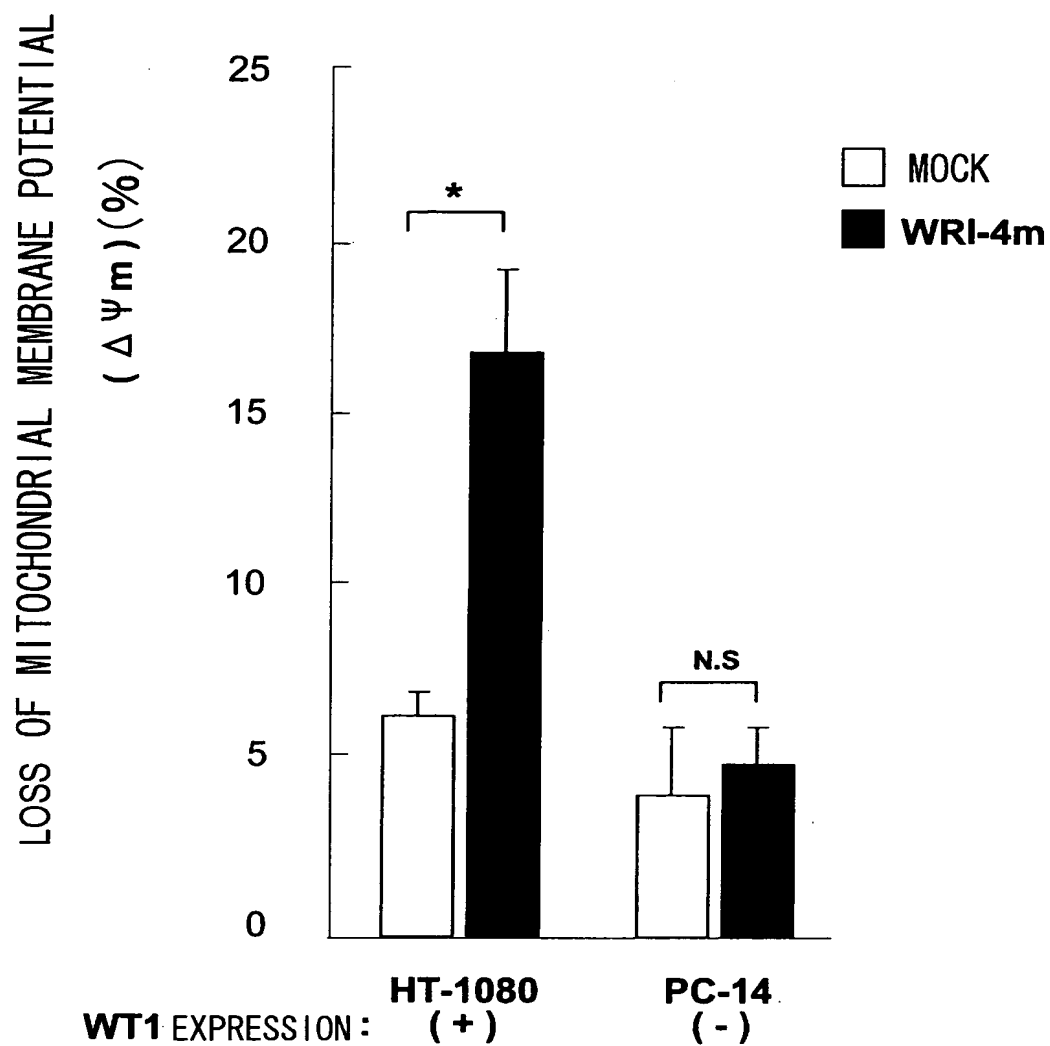 LOSS OF MITOCHONDRIAL MEMBRANE POTENTIAL
(ΔΨm)(%)
25
20
15
10
5
0
*
N.S
MOCK
WRI-4m
HT-1080 PC-14
WT1 EXPRESSION: (+) (-)